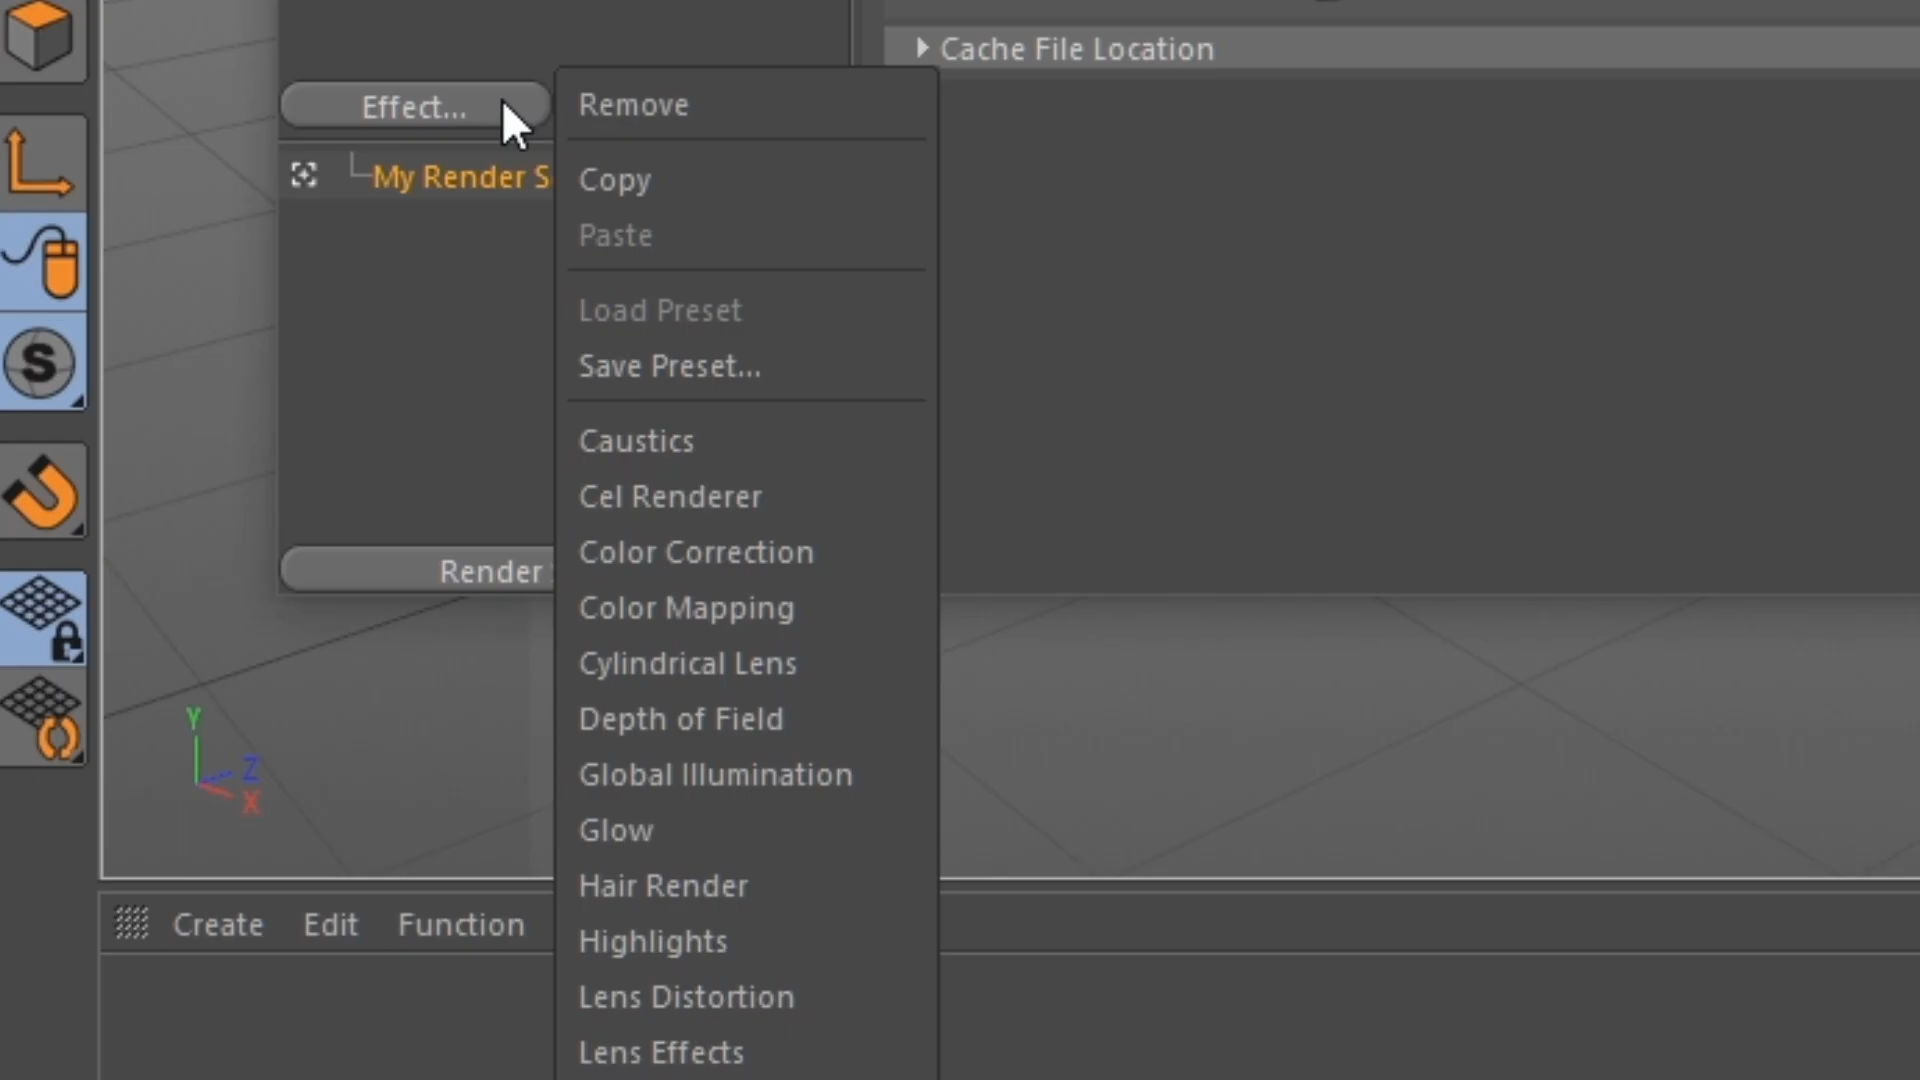 Cache File Location
Effect...
My Render S
Render
Remove
Copy
Paste
Load Preset
Save Preset...
Caustics
Cel Renderer
Color Correction
Color Mapping
Cylindrical Lens
Depth of Field
Global Illumination
Glow
Hair Render
Highlights
Lens Distortion
Lens Effects
S
Y
Z
X
Create Edit Function